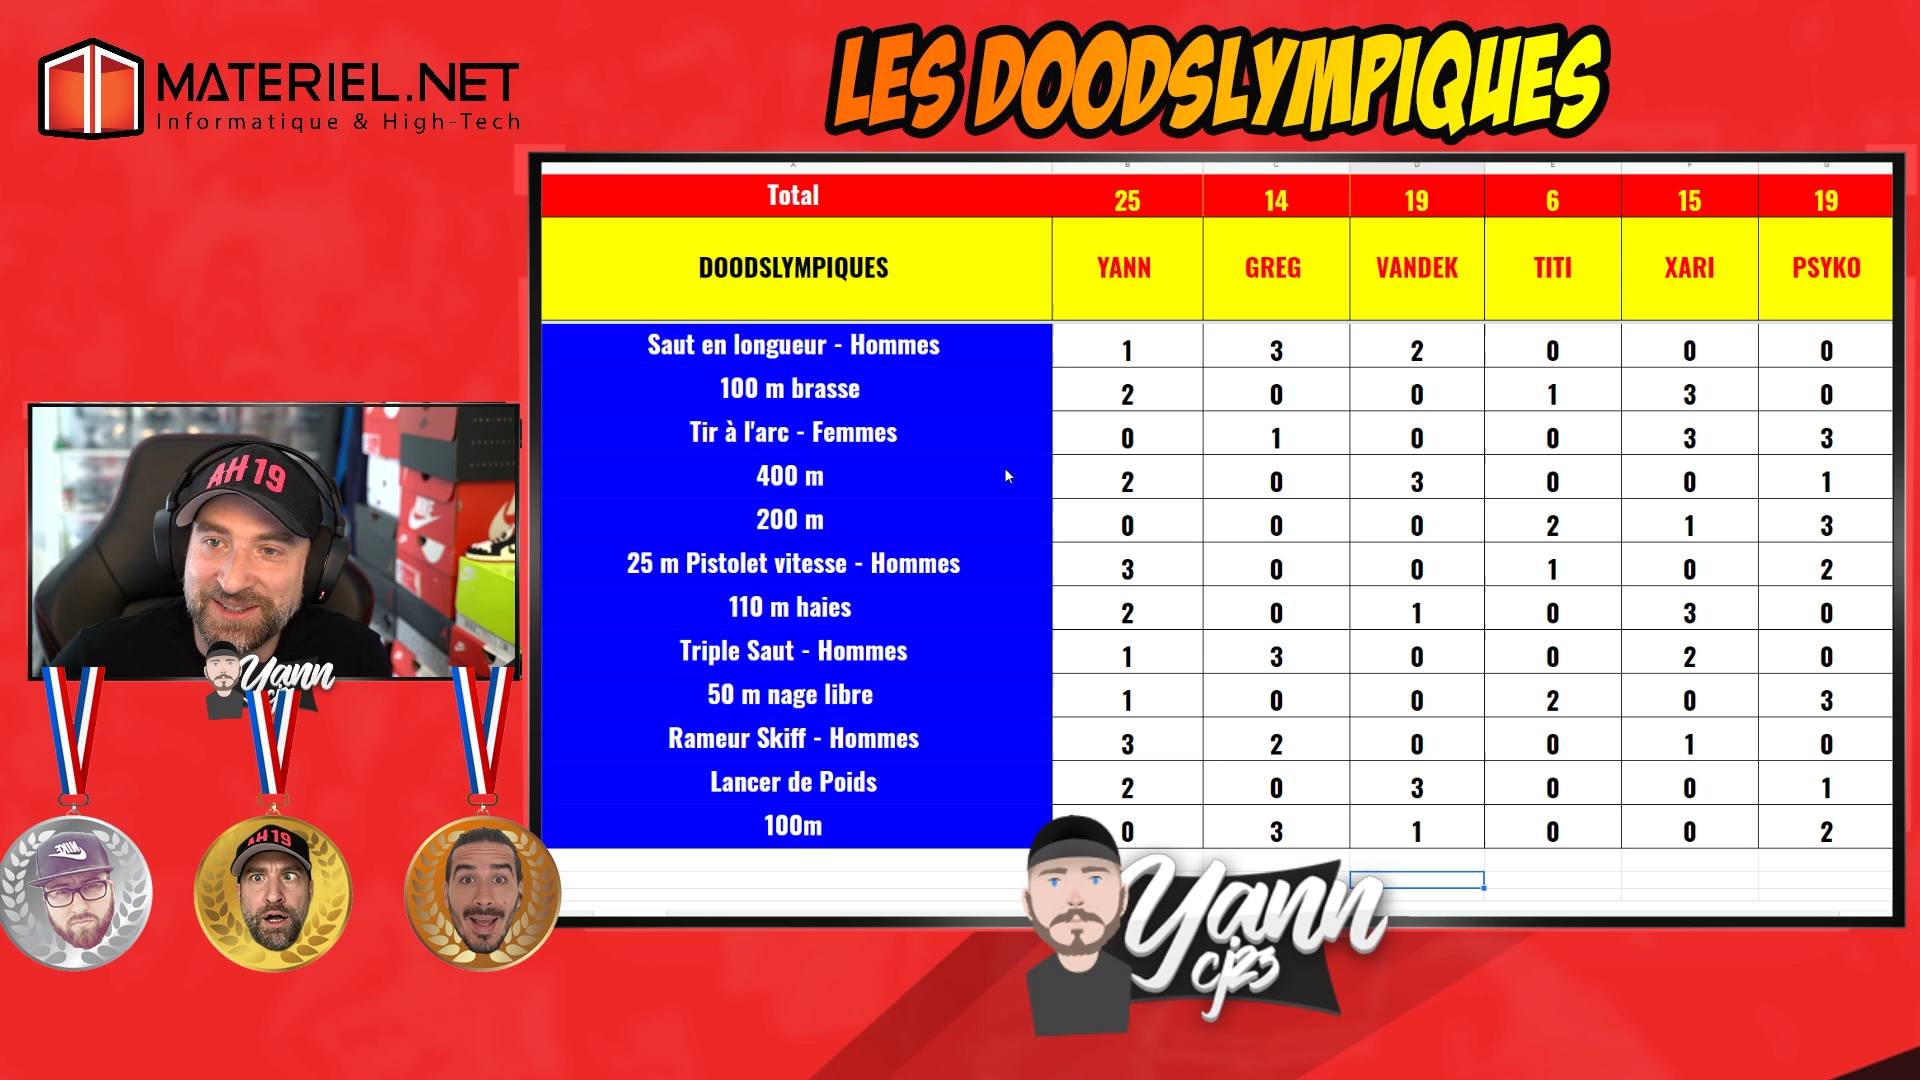 MATERIEL.NET
Informatique & High-Tech
LES DOODSLYMPIQUES
A B C D E F G
Total 25 14 19 6 15 19
DOODSLYMPIQUES YANN GREG VANDEK TITI XARI PSYKO
Saut en longueur - Hommes 1 3 2 0 0 0
100 m brasse 2 0 0 1 3 0
Tir à l'arc - Femmes 0 1 0 0 3 3
400 m 2 0 3 0 0 1
200 m 0 0 0 2 1 3
25 m Pistolet vitesse - Hommes 3 0 0 1 0 2
110 m haies 2 0 1 0 3 0
Triple Saut - Hommes 1 3 0 0 2 0
50 m nage libre 1 0 0 2 0 3
Rameur Skiff - Hommes 3 2 0 0 1 0
Lancer de Poids 2 0 3 0 0 1
100m 0 3 1 0 0 2
AH 19
Yann
AH 19
Yann
cj23